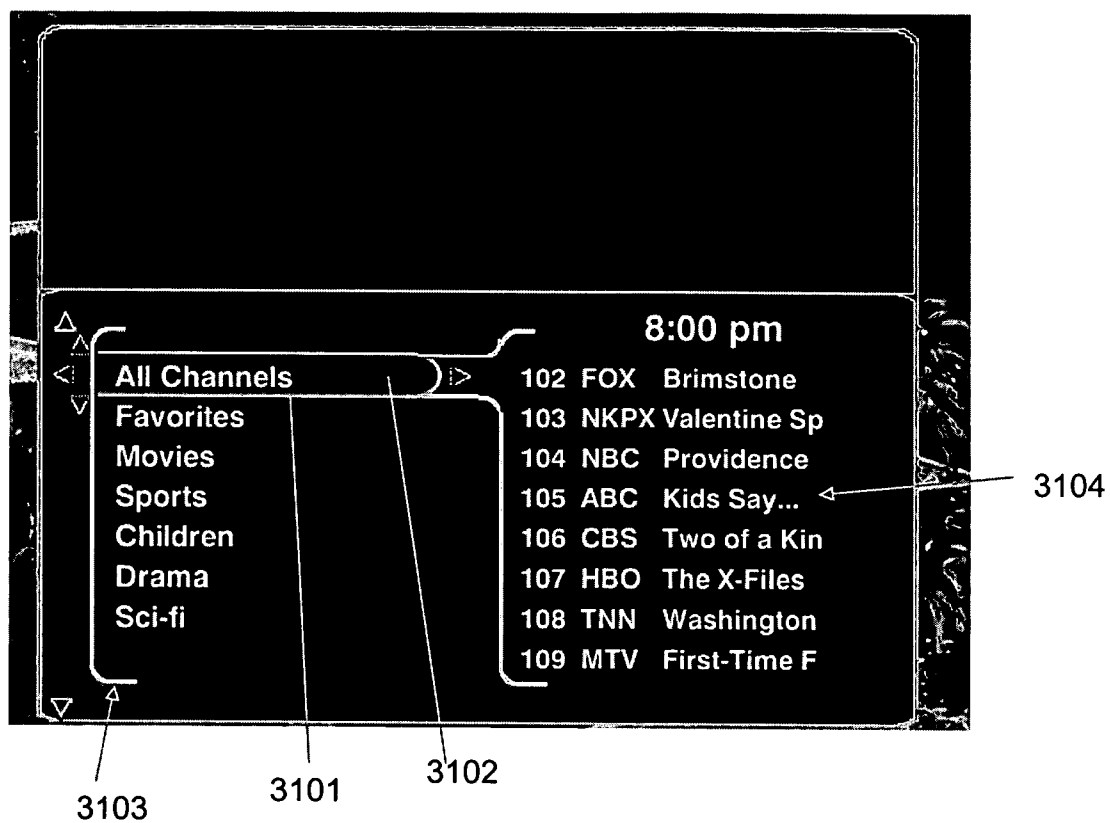 8:00 pm
All Channels
Favorites
Movies
Sports
Children
Drama
Sci-fi
102 FOX Brimstone
103 NKPX Valentine Sp
104 NBC Providence
105 ABC Kids Say...
106 CBS Two of a Kin
107 HBO The X-Files
108 TNN Washington
109 MTV First-Time F
3104
3103
3101
3102